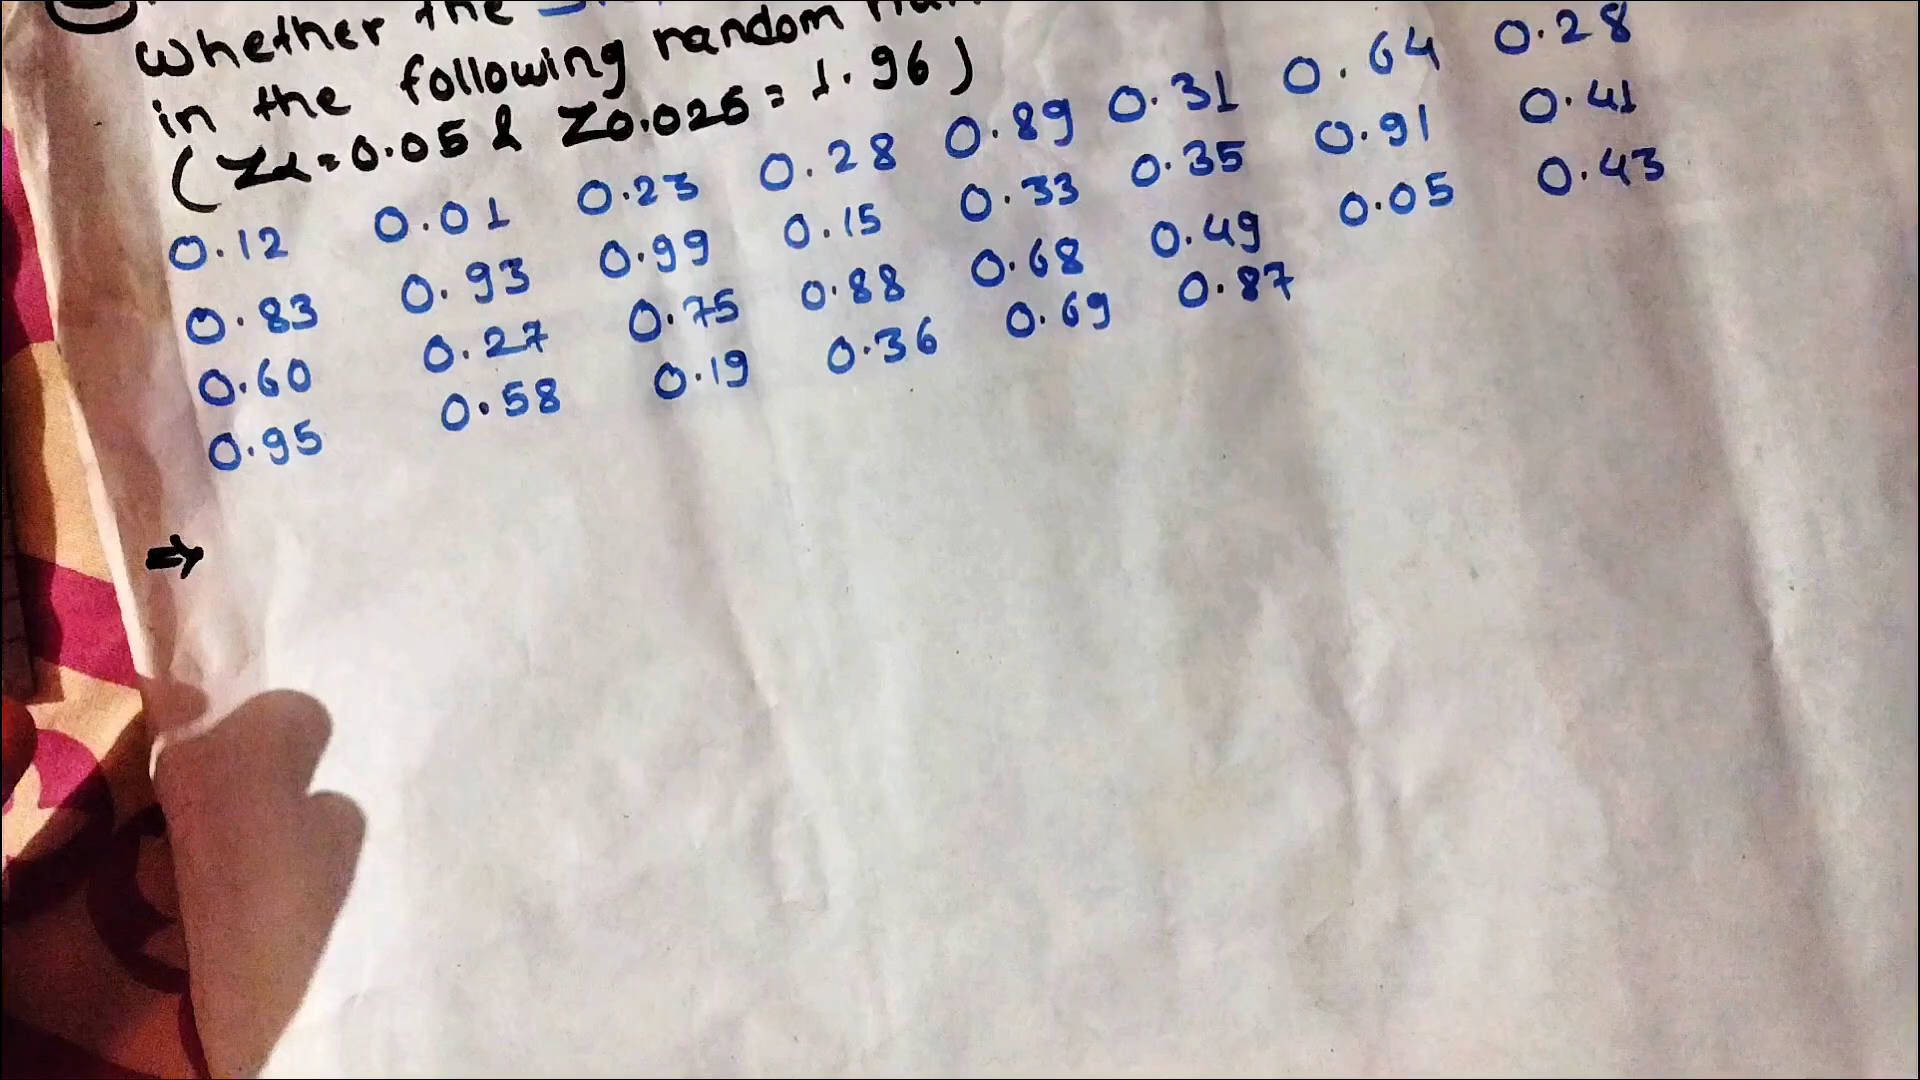 whether the
in the following random
(Zα=0.05 & Z0.025 = 1.96)
0.12 0.01 0.23 0.28 0.89 0.31 0.64 0.28
0.83 0.93 0.99 0.15 0.33 0.35 0.91 0.41
0.60 0.27 0.75 0.88 0.68 0.49 0.05 0.43
0.95 0.58 0.19 0.36 0.69 0.87
⇒